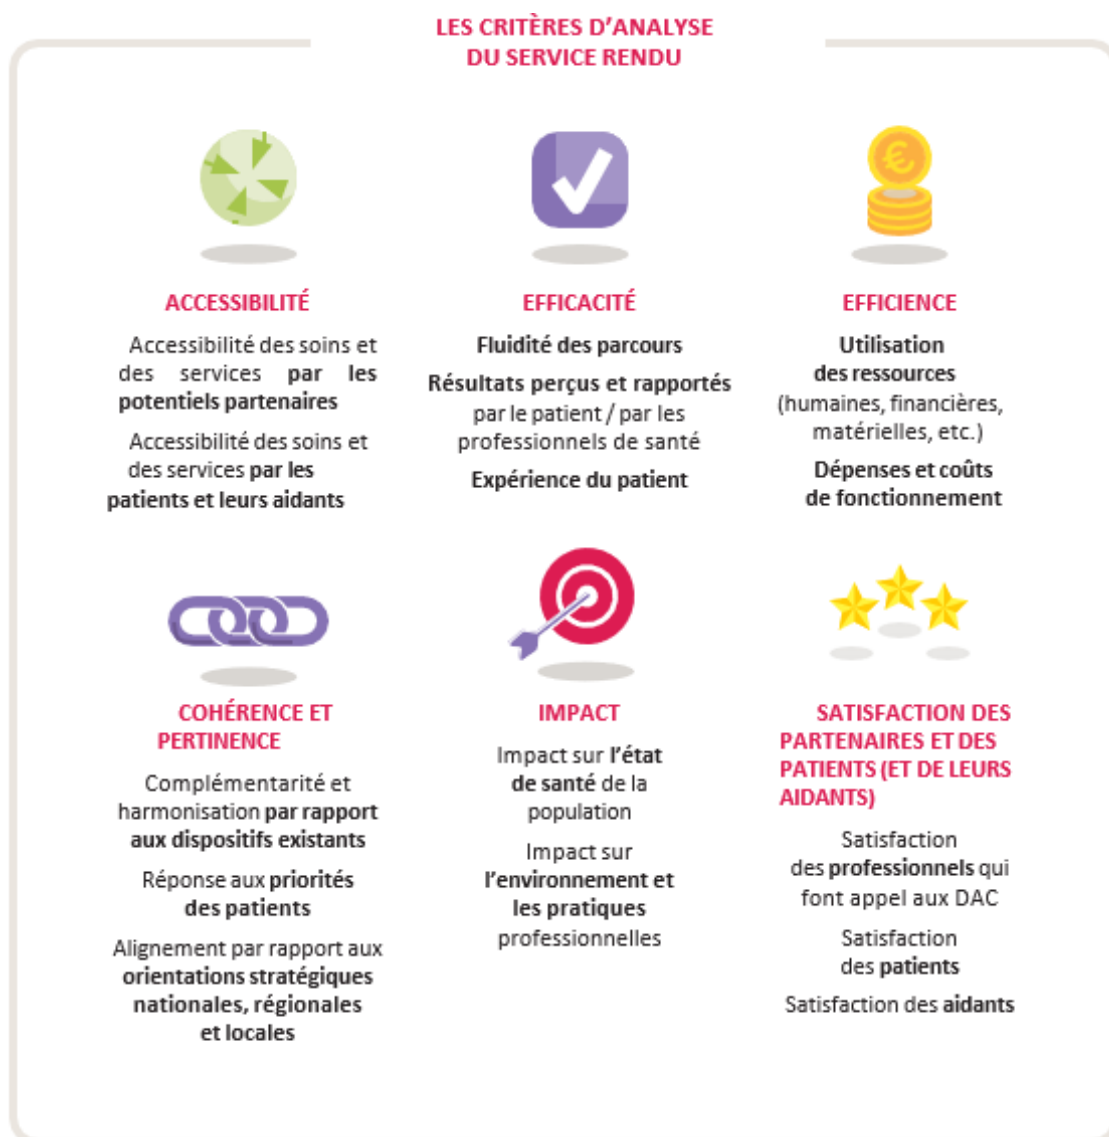 LES CRITÈRES D’ANALYSE
DU SERVICE RENDU
ACCESSIBILITÉ
Accessibilité des soins et
des services par les
potentiels partenaires
Accessibilité des soins et
des services par les
patients et leurs aidants
EFFICACITÉ
Fluidité des parcours
Résultats perçus et rapportés
par le patient / par les
professionnels de santé
Expérience du patient
EFFICIENCE
Utilisation
des ressources
(humaines, financières,
matérielles, etc.)
Dépenses et coûts
de fonctionnement
COHÉRENCE ET
PERTINENCE
Complémentarité et
harmonisation par rapport
aux dispositifs existants
Réponse aux priorités
des patients
Alignement par rapport aux
orientations stratégiques
nationales, régionales
et locales
IMPACT
Impact sur l’état
de santé de la
population
Impact sur
l’environnement et
les pratiques
professionnelles
SATISFACTION DES
PARTENAIRES ET DES
PATIENTS (ET DE LEURS
AIDANTS)
Satisfaction
des professionnels qui
font appel aux DAC
Satisfaction
des patients
Satisfaction des aidants